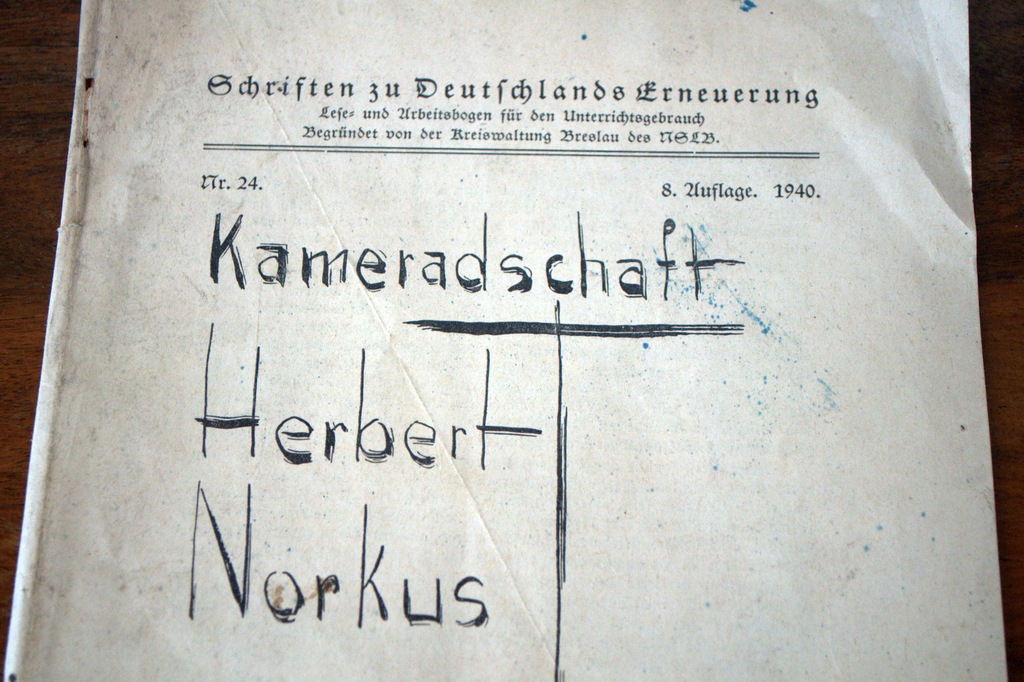 Schriften zu Deutschlands Erneuerung
Lese- und Arbeitsbogen für den Unterrichtsgebrauch
Begründet von der Kreiswaltung Breslau des NSLB.
Nr. 24.
8. Auflage. 1940.
Kameradschaft
Herbert
Norkus